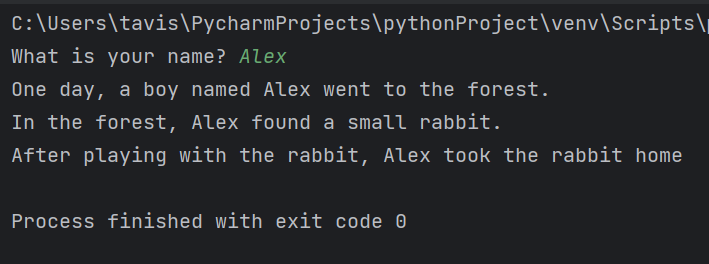 C:\Users\tavis\PycharmProjects\pythonProject\venv\Scripts\
What is your name? Alex
One day, a boy named Alex went to the forest.
In the forest, Alex found a small rabbit.
After playing with the rabbit, Alex took the rabbit home
Process finished with exit code 0